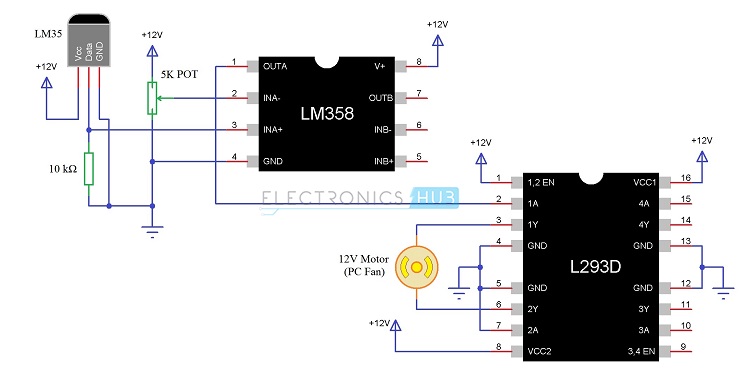 LM35
Vcc
Data
GND
+12V
+12V
5K POT
10 kΩ
+12V
1 OUTA V+ 8
2 INA- OUTB 7
3 INA+ INB- 6
4 GND INB+ 5
LM358
ELECTRONICS HUB
12V Motor
(PC Fan)
+12V
+12V
+12V
1 1,2 EN VCC1 16
2 1A 4A 15
3 1Y 4Y 14
4 GND GND 13
5 GND GND 12
6 2Y 3Y 11
7 2A 3A 10
8 VCC2 3,4 EN 9
L293D